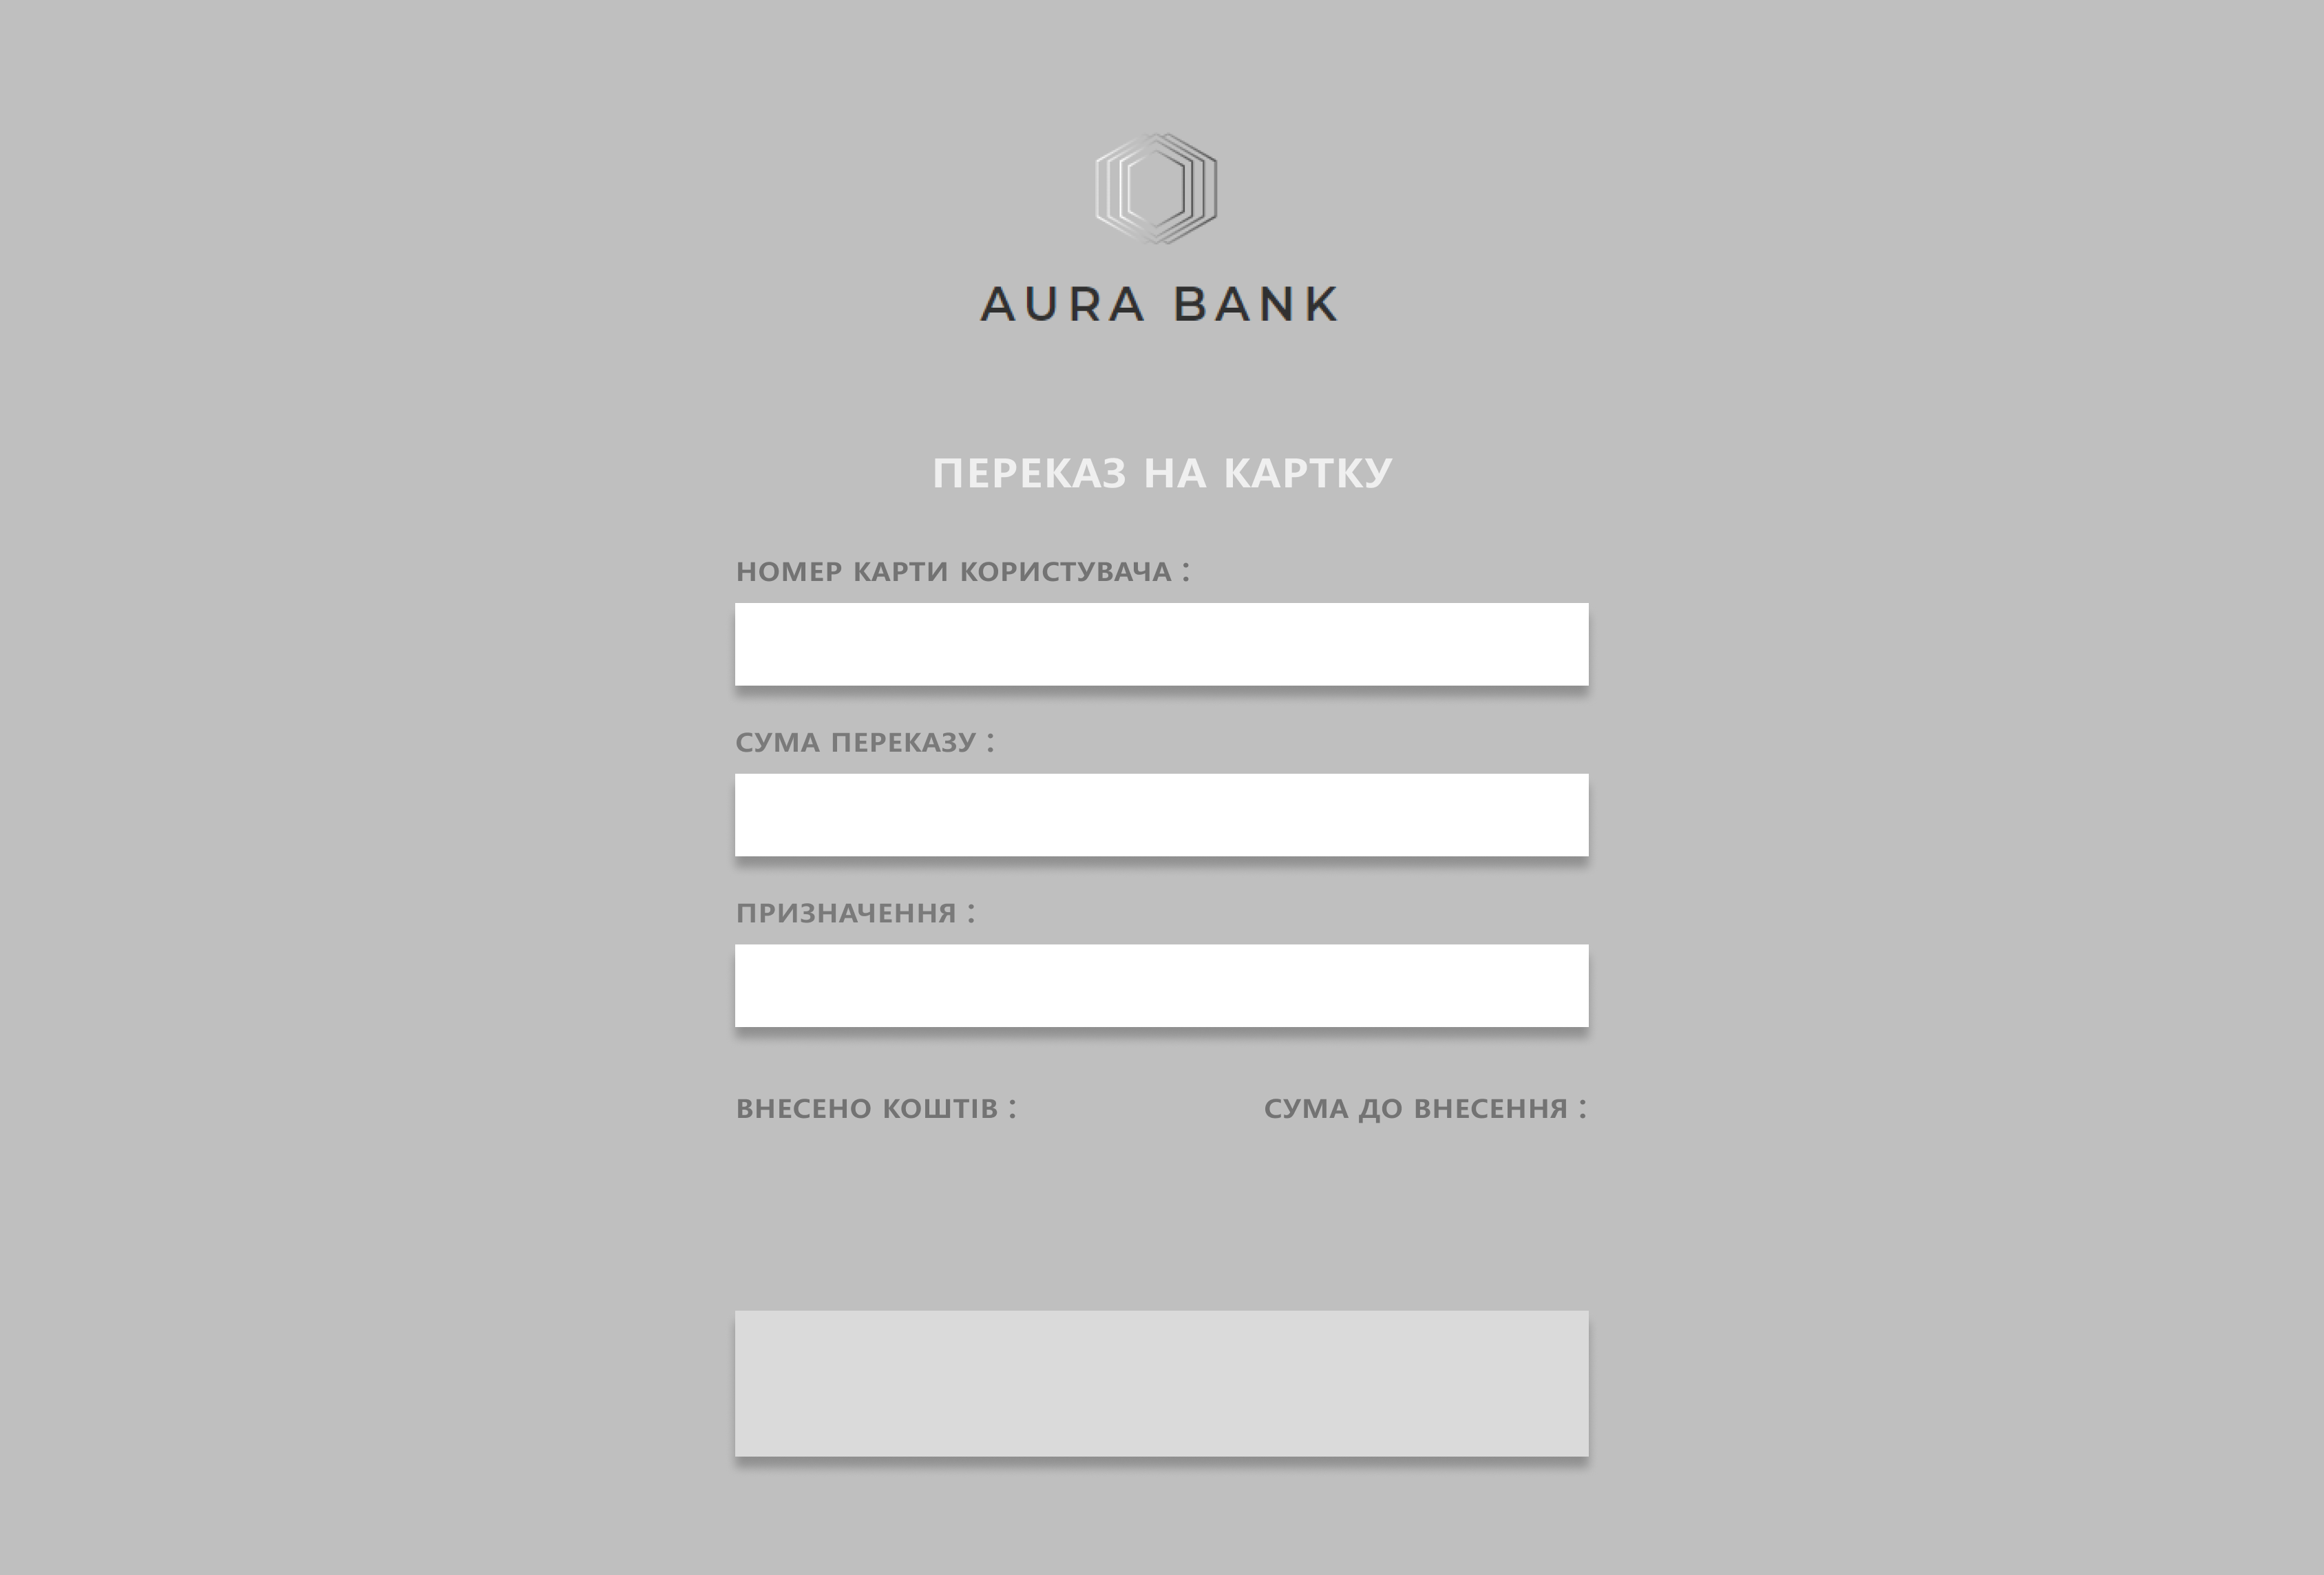 AURA BANK
ПЕРЕКАЗ НА КАРТКУ
НОМЕР КАРТИ КОРИСТУВАЧА :
СУМА ПЕРЕКАЗУ :
ПРИЗНАЧЕННЯ :
ВНЕСЕНО КОШТІВ : СУМА ДО ВНЕСЕННЯ :